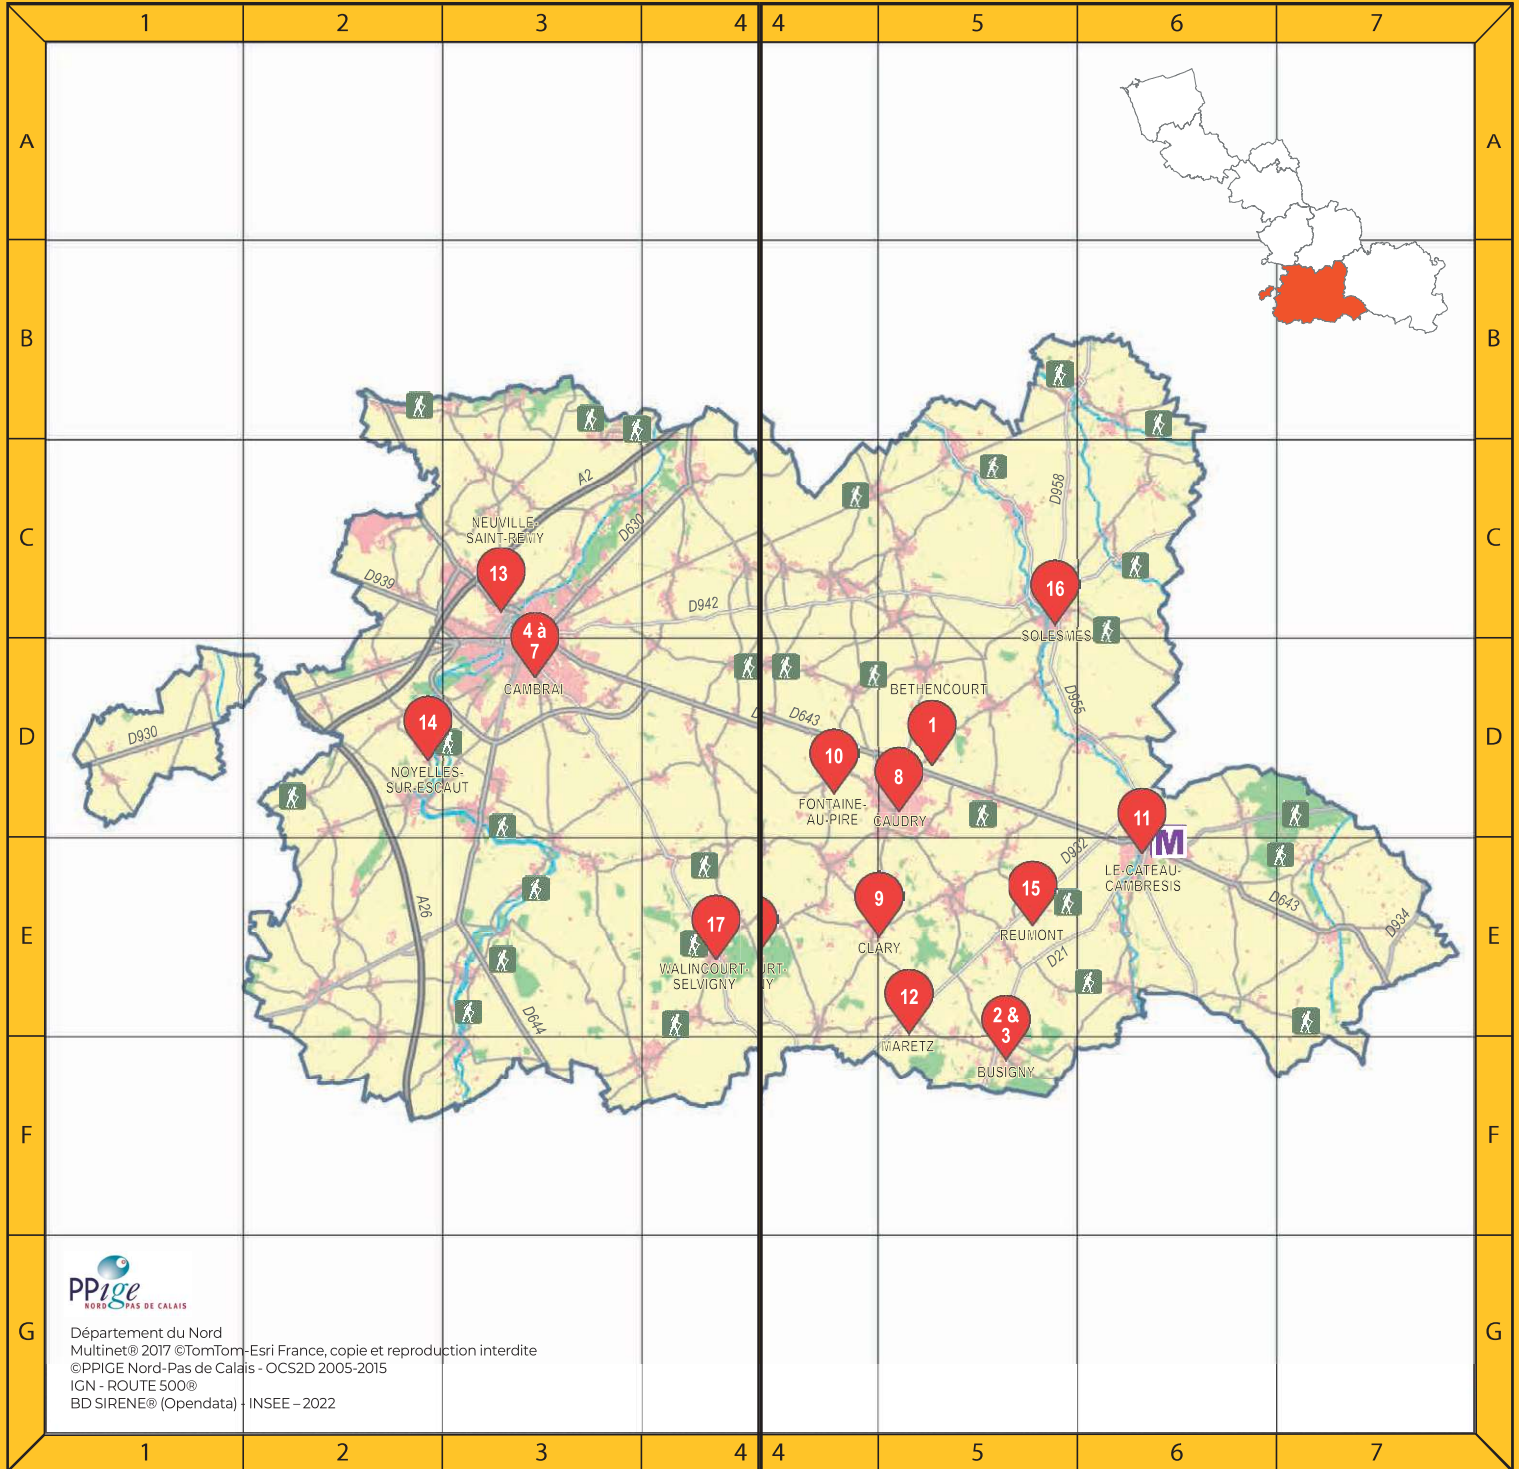 1 2 3 4 4 5 6 7
A A
B B
A2
D958
C C
NEUVILLE-
SAINT-REMY
D630
13
D939
16
D942
4 à
7
SOLESMES
CAMBRAI
BETHENCOURT
D955
D643
14
1
D930
D D
10
8
NOYELLES-
SUR-ESCAUT
FONTAINE-
AU-PIRE
CAUDRY
11
M
D932
LE-CATEAU-
CAMBRESIS
15
9
A26
17
D643
D934
E E
REUMONT
CLARY
D21
WALINCOURT-
SELVIGNY
URT-
NY
12
D644
2 &
3
MARETZ
BUSIGNY
F F
PPige
NORD PAS DE CALAIS
G G
Département du Nord
Multinet® 2017 ©TomTom-Esri France, copie et reproduction interdite
©PPIGE Nord-Pas de Calais - OCS2D 2005-2015
IGN - ROUTE 500®
BD SIRENE® (Opendata) - INSEE – 2022
1 2 3 4 4 5 6 7